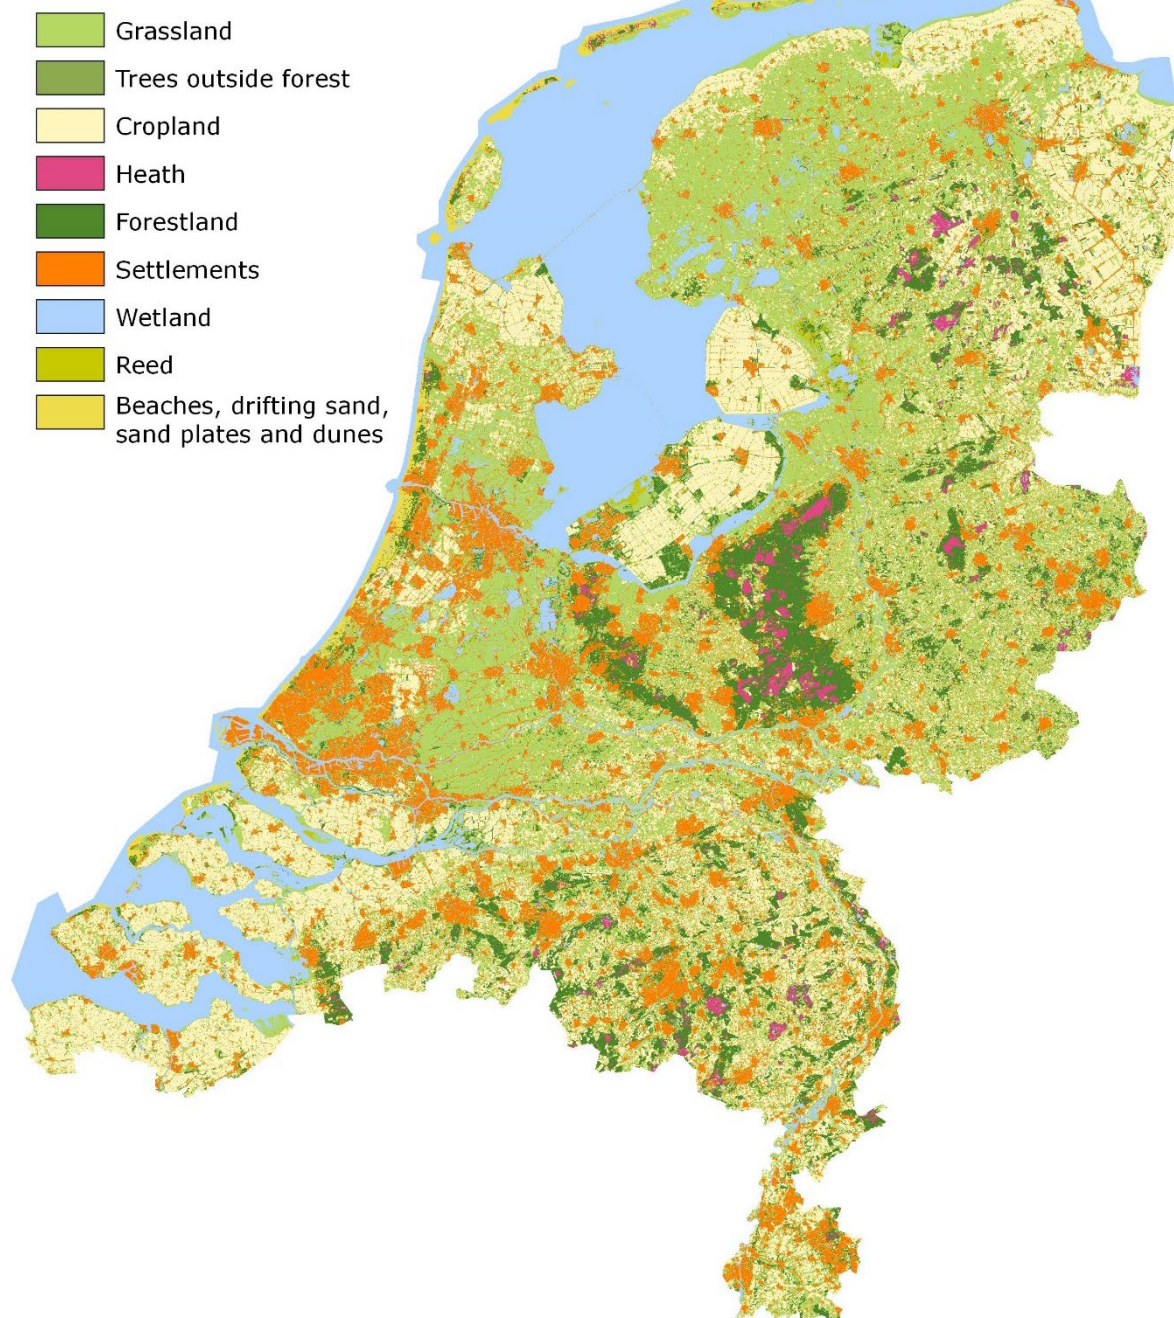 Grassland
Trees outside forest
Cropland
Heath
Forestland
Settlements
Wetland
Reed
Beaches, drifting sand,
sand plates and dunes